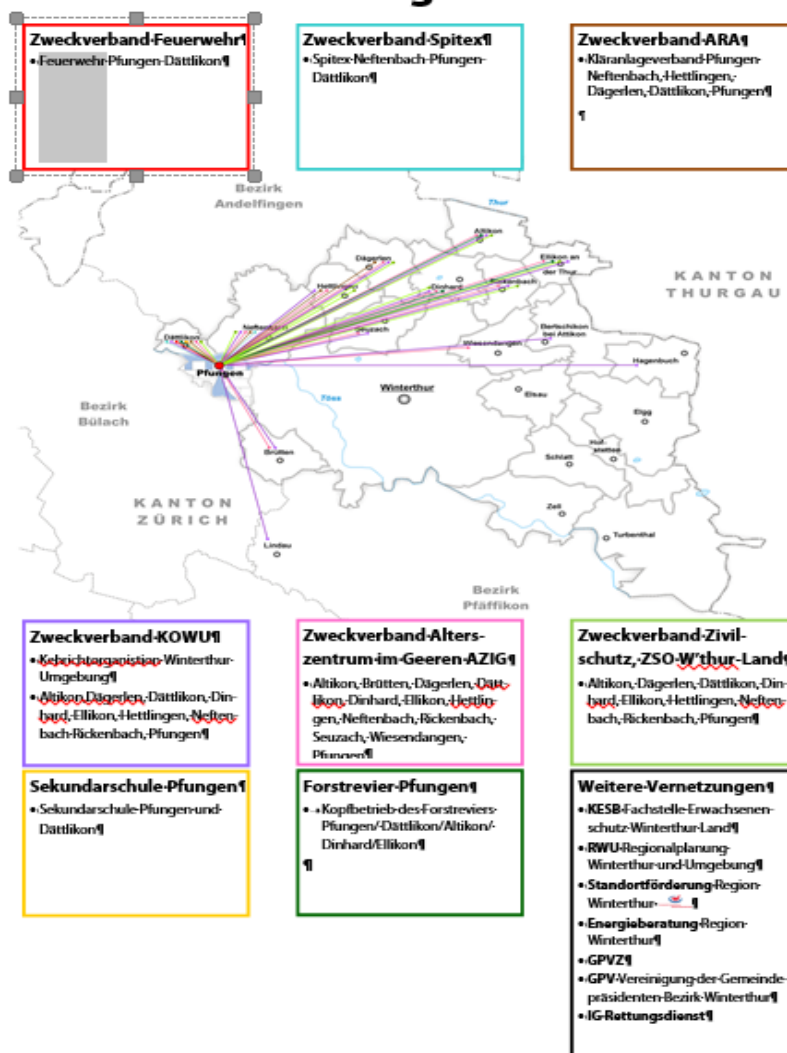 Zweckverband Feuerwehr¶
• Feuerwehr Pfungen-Dättlikon¶
Zweckverband Spitex¶
• Spitex Neftenbach-Pfungen-
Dättlikon¶
Zweckverband ARA¶
• Kläranlageverband Pfungen-
Neftenbach, Hettlingen,
Dägerlen, Dättlikon, Pfungen¶
¶
Bezirk
Andelfingen
Thur
Altikon
Dägerlen
Ellikon an
der Thur
KANTON
THURGAU
Hettlingen
Dinhard
Rickenbach
Dättlikon
Neftenbach
Seuzach
Bertschikon
bei Attikon
Wiesendangen
Hagenbuch
Pfungen
Winterthur
Töss
Elsau
Bezirk
Bülach
Elgg
Hof-
stetten
Brütten
Schlatt
KANTON
ZÜRICH
Zell
Turbenthal
Lindau
Bezirk
Pfäffikon
Zweckverband KOWU¶
• Kehrichtorganistian Winterthur-
Umgebung¶
• Altikon Dägerlen, Dättlikon, Din-
hard, Ellikon, Hettlingen, Neften-
bach Rickenbach, Pfungen¶
Zweckverband Alters-
zentrum im Geeren AZIG¶
• Altikon, Brütten, Dägerlen, Dätt-
likon, Dinhard, Ellikon, Hettlin-
gen, Neftenbach, Rickenbach,
Seuzach, Wiesendangen,
Pfungen¶
Zweckverband Zivil-
schutz, ZSO W'thur-Land¶
• Altikon, Dägerlen, Dättlikon, Din-
hard, Ellikon, Hettlingen, Neften-
bach, Rickenbach, Pfungen¶
Sekundarschule Pfungen¶
• Sekundarschule Pfungen und
Dättlikon¶
Forstrevier Pfungen¶
• Kopfbetrieb des Forstreviers
Pfungen/ Dättlikon/Altikon/
Dinhard/Ellikon¶
¶
Weitere Vernetzungen¶
• KESB Fachstelle Erwachsenen-
schutz Winterthur-Land¶
• RWU Regionalplanung
Winterthur und Umgebung¶
• Standortförderung Region
Winterthur ¶
• Energieberatung Region
Winterthur¶
• GPVZ¶
• GPV Vereinigung der Gemeinde-
präsidenten Bezirk Winterthur¶
• IG Rettungsdienst¶